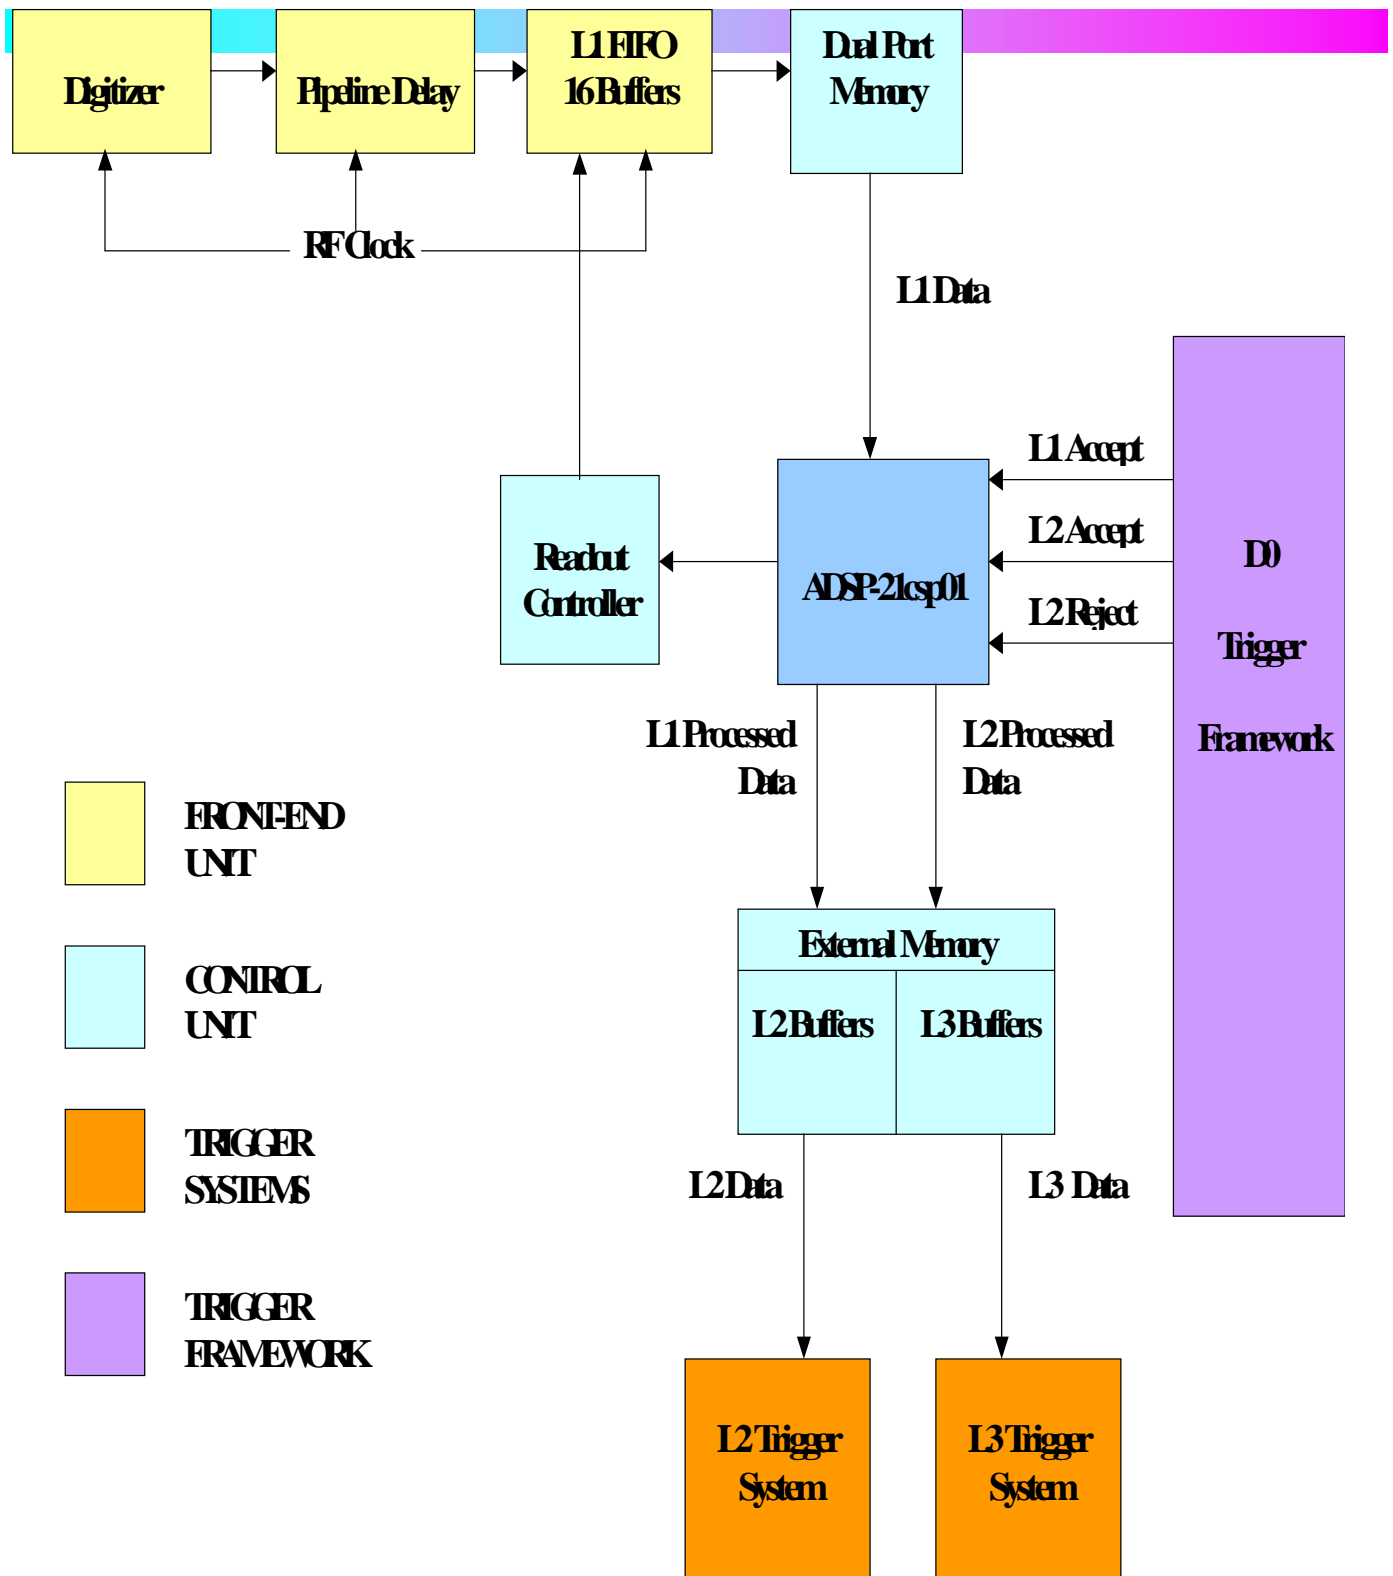 Digitizer
Pipeline Delay
L1 FIFO
16 Buffers
Dual Port
Memory
RF Clock
L1 Data
L1 Accept
L2 Accept
L2 Reject
D0
Trigger
Framework
Readout
Controller
ADSP-21csp01
L1 Processed
Data
L2 Processed
Data
External Memory
L2 Buffers
L3 Buffers
L2 Data
L3 Data
L2 Trigger
System
L3 Trigger
System
FRONT-END
UNIT
CONTROL
UNIT
TRIGGER
SYSTEMS
TRIGGER
FRAMEWORK